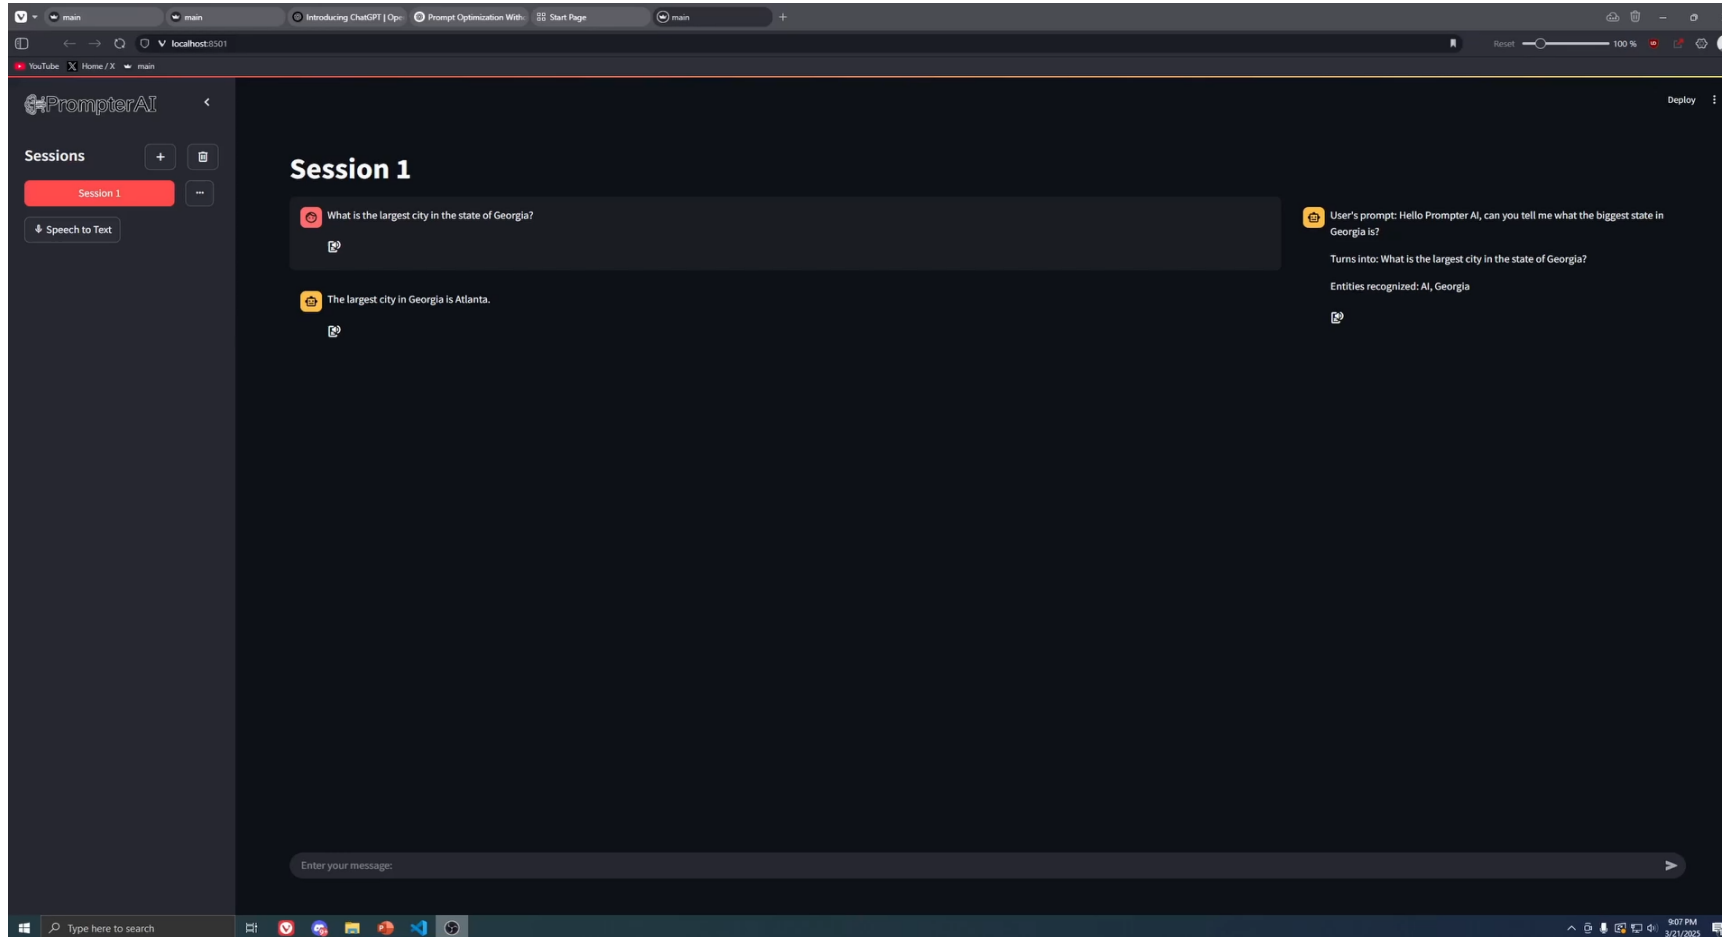 main
main
Introducing ChatGPT | Ope
Prompt Optimization With
Start Page
main
localhost:8501
Reset
100 %
YouTube
Home / X
main
PrompterAI
Deploy
Sessions
Session 1
Speech to Text
Session 1
What is the largest city in the state of Georgia?
The largest city in Georgia is Atlanta.
User's prompt: Hello Prompter AI, can you tell me what the biggest state in
Georgia is?
Turns into: What is the largest city in the state of Georgia?
Entities recognized: AI, Georgia
Enter your message:
Type here to search
9:07 PM
3/21/2025